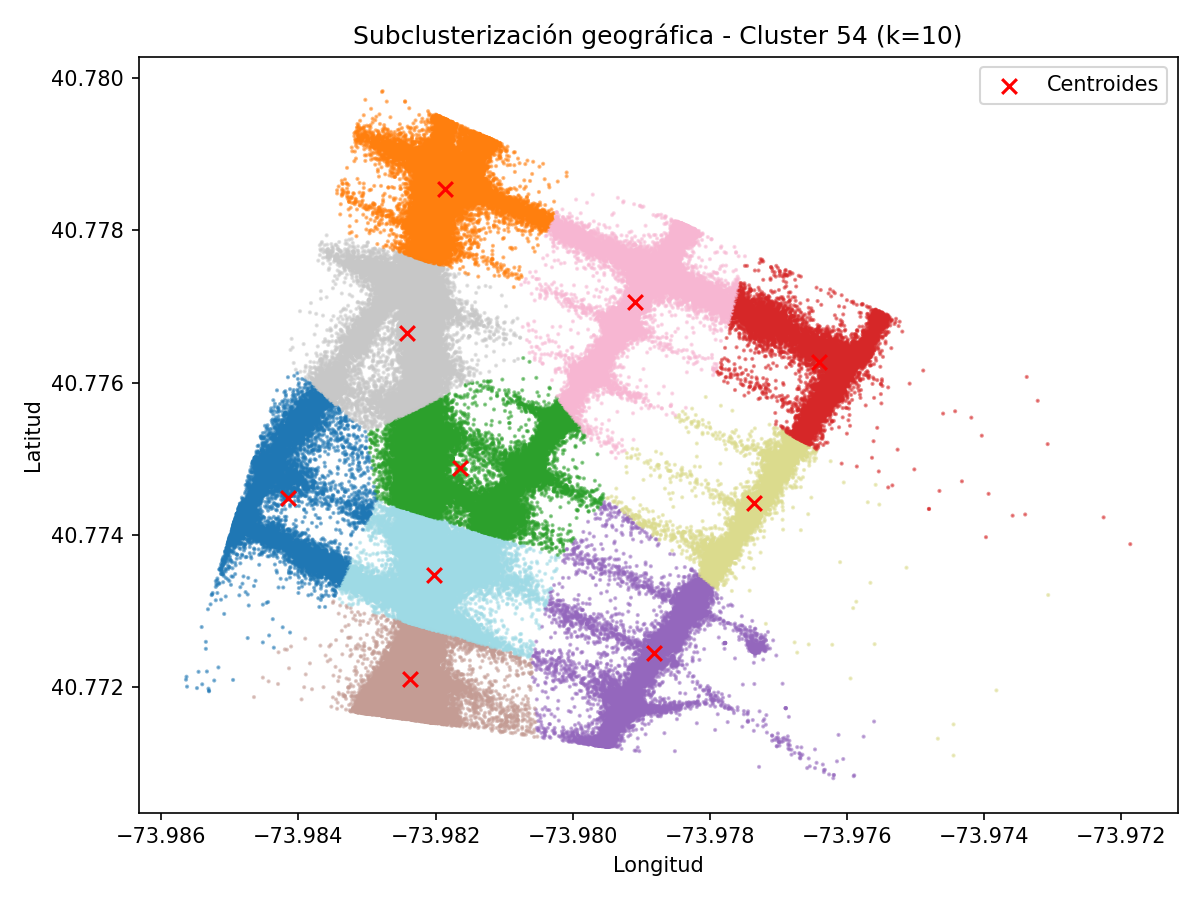 Subclusterización geográfica - Cluster 54 (k=10)
Centroides
40.780
40.778
40.776
40.774
40.772
Latitud
−73.986 −73.984 −73.982 −73.980 −73.978 −73.976 −73.974 −73.972
Longitud